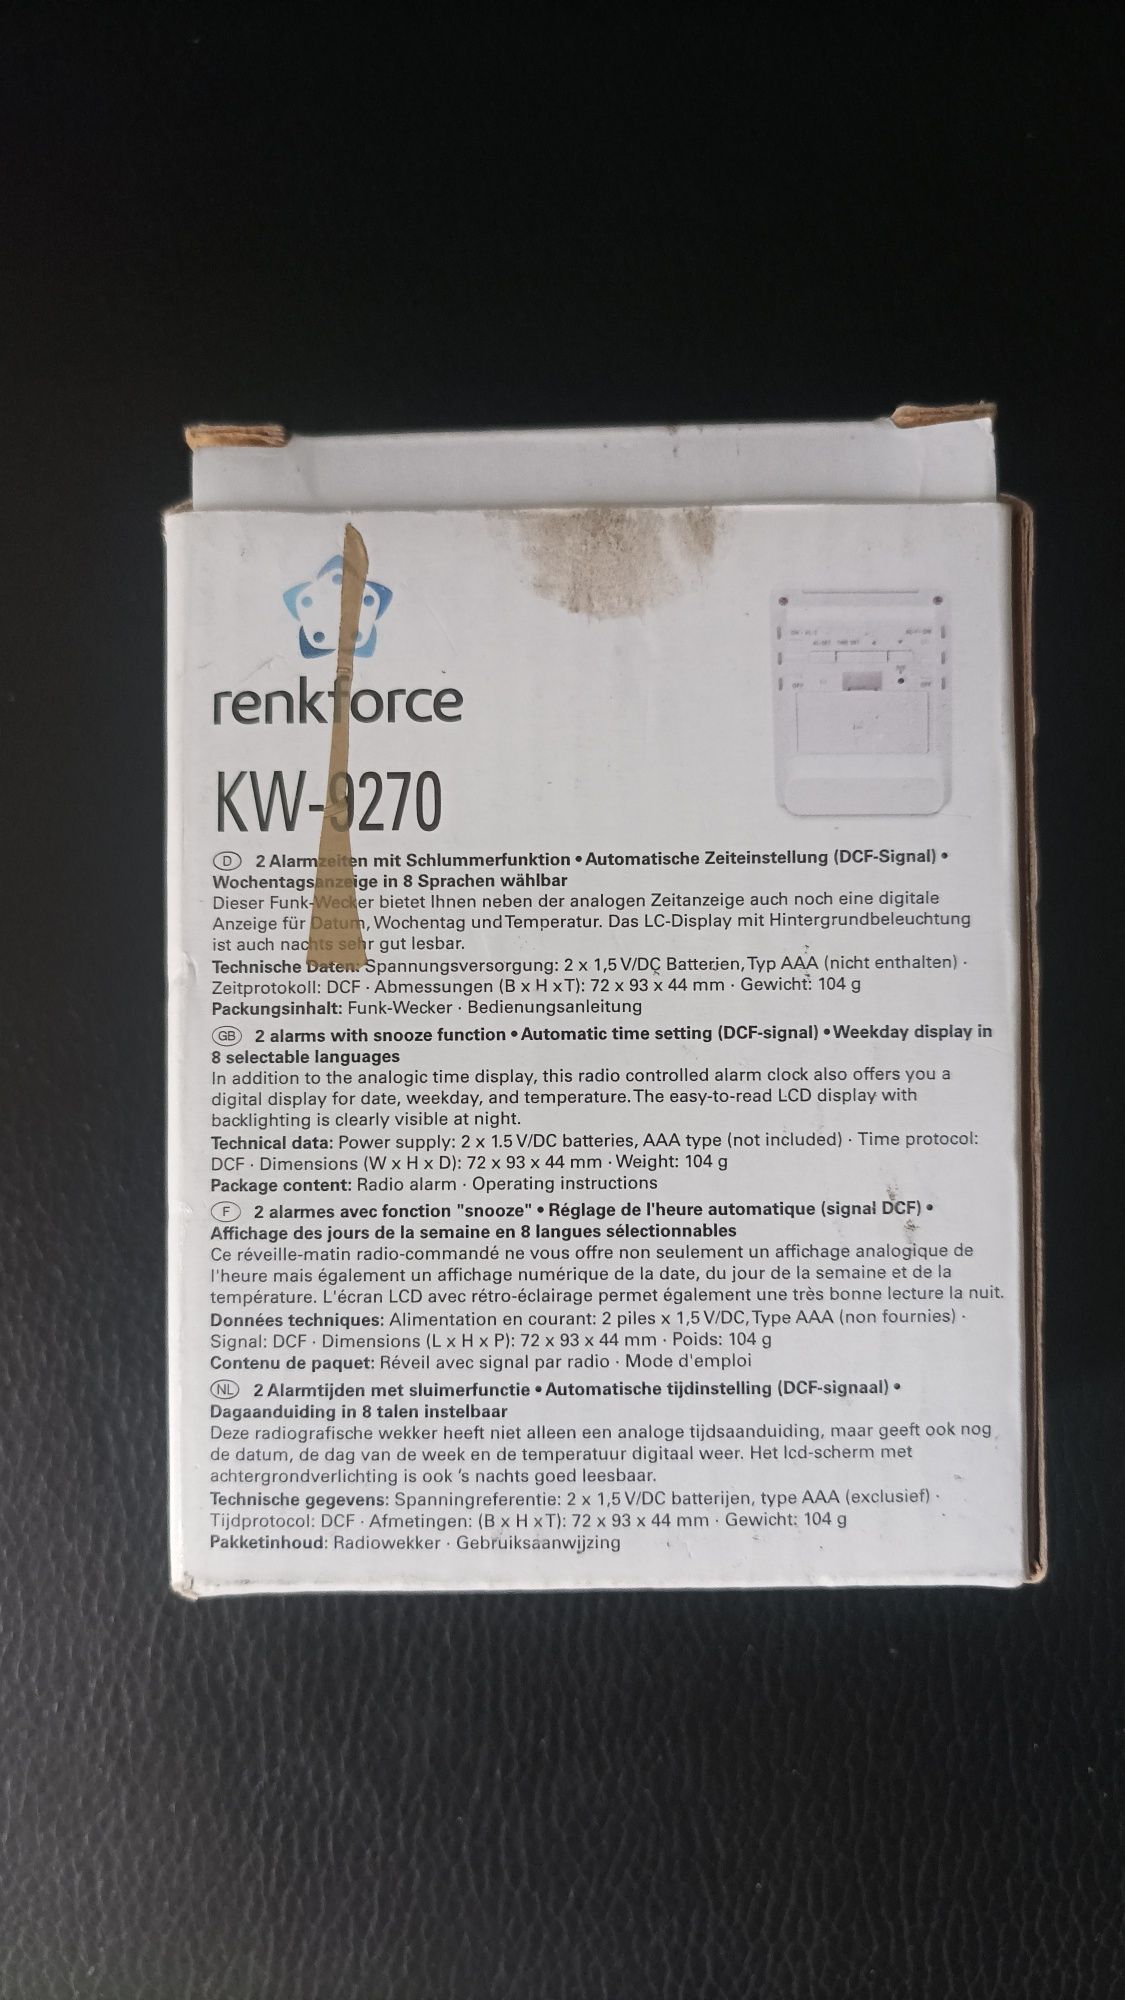 renkforce
KW-9270
D 2 Alarmzeiten mit Schlummerfunktion • Automatische Zeiteinstellung (DCF-Signal) •
Wochentagsanzeige in 8 Sprachen wählbar
Dieser Funk-Wecker bietet Ihnen neben der analogen Zeitanzeige auch noch eine digitale
Anzeige für Datum, Wochentag und Temperatur. Das LC-Display mit Hintergrundbeleuchtung
ist auch nachts sehr gut lesbar.
Technische Daten: Spannungsversorgung: 2 x 1,5 V/DC Batterien, Typ AAA (nicht enthalten) ·
Zeitprotokoll: DCF · Abmessungen (B x H x T): 72 x 93 x 44 mm · Gewicht: 104 g
Packungsinhalt: Funk-Wecker · Bedienungsanleitung
GB 2 alarms with snooze function • Automatic time setting (DCF-signal) • Weekday display in
8 selectable languages
In addition to the analogic time display, this radio controlled alarm clock also offers you a
digital display for date, weekday, and temperature. The easy-to-read LCD display with
backlighting is clearly visible at night.
Technical data: Power supply: 2 x 1.5 V/DC batteries, AAA type (not included) · Time protocol:
DCF · Dimensions (W x H x D): 72 x 93 x 44 mm · Weight: 104 g
Package content: Radio alarm · Operating instructions
F 2 alarmes avec fonction "snooze" • Réglage de l'heure automatique (signal DCF) •
Affichage des jours de la semaine en 8 langues sélectionnables
Ce réveille-matin radio-commandé ne vous offre non seulement un affichage analogique de
l'heure mais également un affichage numérique de la date, du jour de la semaine et de la
température. L'écran LCD avec rétro-éclairage permet également une très bonne lecture la nuit.
Données techniques: Alimentation en courant: 2 piles x 1,5 V/DC, Type AAA (non fournies) ·
Signal: DCF · Dimensions (L x H x P): 72 x 93 x 44 mm · Poids: 104 g
Contenu de paquet: Réveil avec signal par radio · Mode d'emploi
NL 2 Alarmtijden met sluimerfunctie • Automatische tijdinstelling (DCF-signaal) •
Dagaanduiding in 8 talen instelbaar
Deze radiografische wekker heeft niet alleen een analoge tijdsaanduiding, maar geeft ook nog
de datum, de dag van de week en de temperatuur digitaal weer. Het lcd-scherm met
achtergrondverlichting is ook 's nachts goed leesbaar.
Technische gegevens: Spanningreferentie: 2 x 1,5 V/DC batterijen, type AAA (exclusief) ·
Tijdprotocol: DCF · Afmetingen: (B x H x T): 72 x 93 x 44 mm · Gewicht: 104 g
Pakketinhoud: Radiowekker · Gebruiksaanwijzing